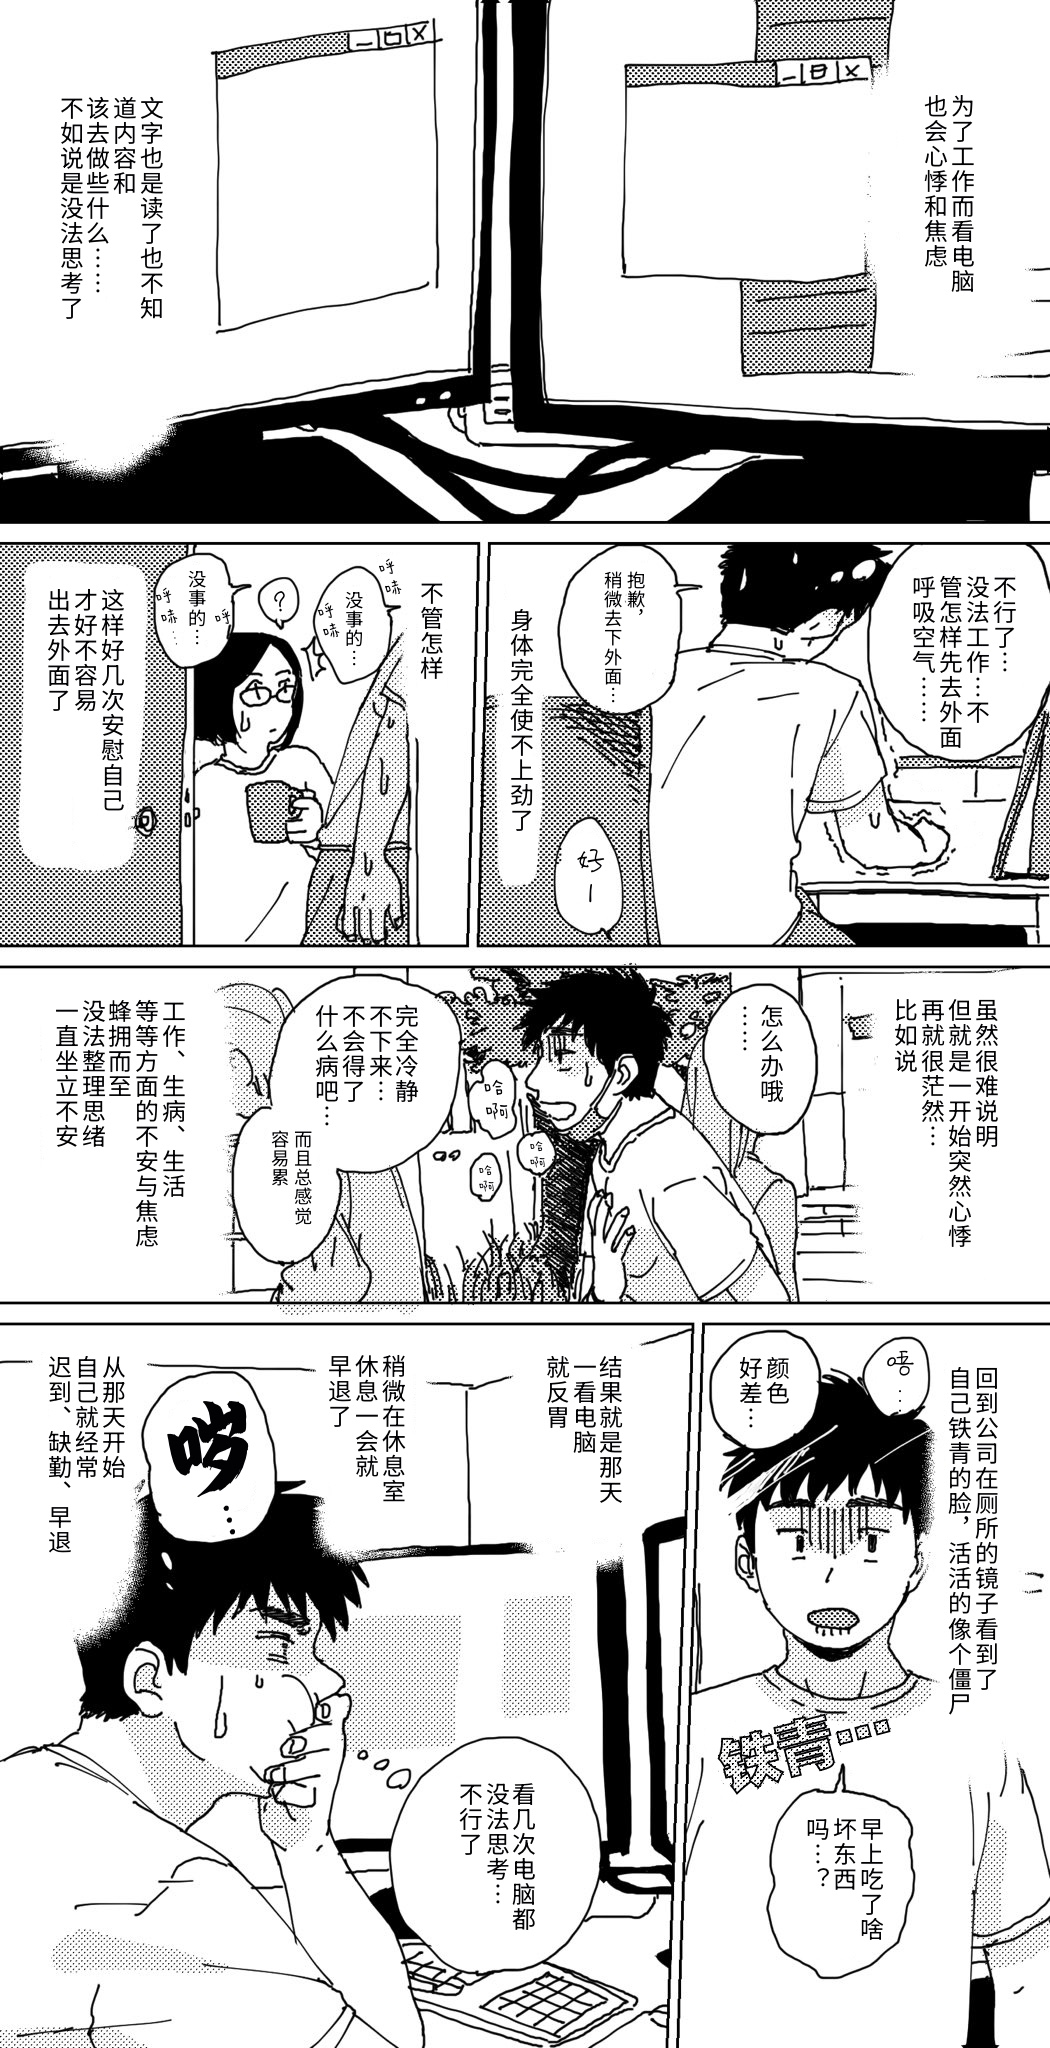 为了工作而看电脑
也会心悸和焦虑
文字也是读了也不知
道内容和
该去做些什么……
不如说是没法思考了
不行了…
没法工作…不
管怎样先去外面
呼吸空气……
抱歉，
稍微去下外面…
身体完全使不上劲了
好—
不管怎样
呼哧
没事的…
呼哧
?
没事的…
呼
呼哧…
这样好几次安慰自己
才好不容易
出去外面了
虽然很难说明
但就是一开始突然心悸
再就很茫然…
比如说
怎么办哦
……
哈啊
哈啊
哈啊
完全冷静
不下来…
不会得了
什么病吧…
而且总感觉
容易累
工作、生病、生活
等等方面的不安与焦虑
蜂拥而至
没法整理思绪
一直坐立不安
回到公司在厕所的镜子看到了
自己铁青的脸，活活的像个僵尸
唔…
颜色
好差…
铁青…
早上吃了啥
坏东西
吗…?
结果就是那天
一看电脑
就反胃
稍微在休息室
休息一会就
早退了
看几次电脑都
没法思考…
不行了
哕…
从那天开始
自己就经常
迟到、缺勤、早退